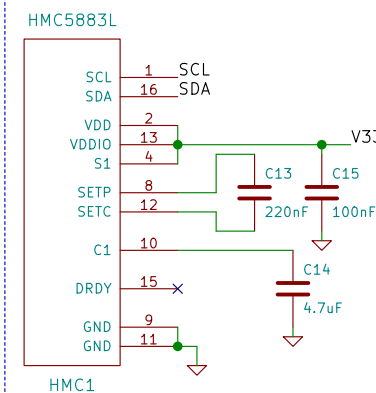 HMC5883L
SCL 1 SCL
SDA 16 SDA
VDD 2
VDDIO 13 V33
S1 4
SETP 8
SETC 12
C13
220nF
C15
100nF
C1 10
C14
4.7uF
DRDY 15
GND 9
GND 11
HMC1